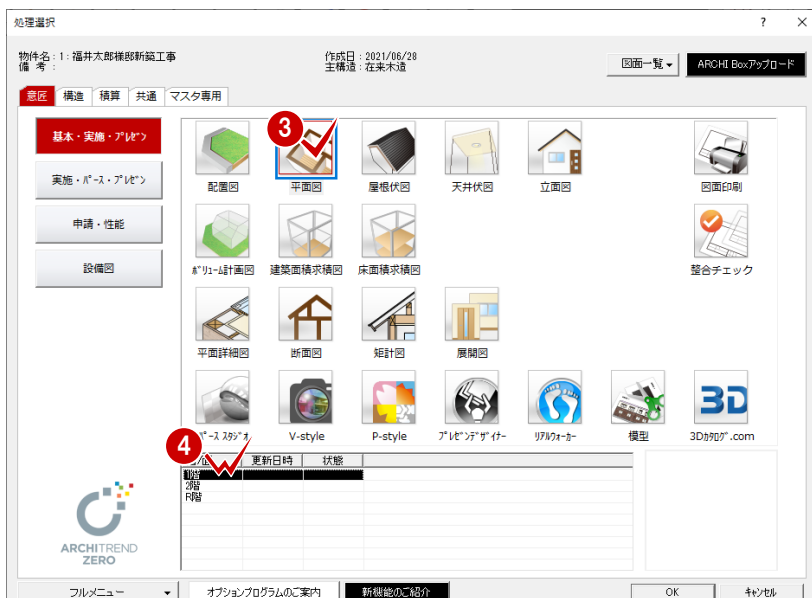 処理選択
? ×
物件名：1：福井太郎様邸新築工事
備 考：
作成日：2021/06/28
主構造：在来木造
図面一覧
ARCHI Boxアップロード
意匠 構造 積算 共通 マスタ専用
基本・実施・プレゼン
実施・パース・プレゼン
申請・性能
設備図
3
配置図 平面図 屋根伏図 天井伏図 立面図 図面印刷
ボリューム計画図 建築面積求積図 床面積求積図 整合チェック
平面詳細図 断面図 矩計図 展開図
パース スタジオ V-style P-style プレゼンデザイナー リアルウォーカー 模型 3Dカタログ.com
3D
4
更新日時 状態
1階
2階
R階
ARCHITREND
ZERO
フルメニュー オプションプログラムのご案内 新機能のご紹介 OK キャンセル